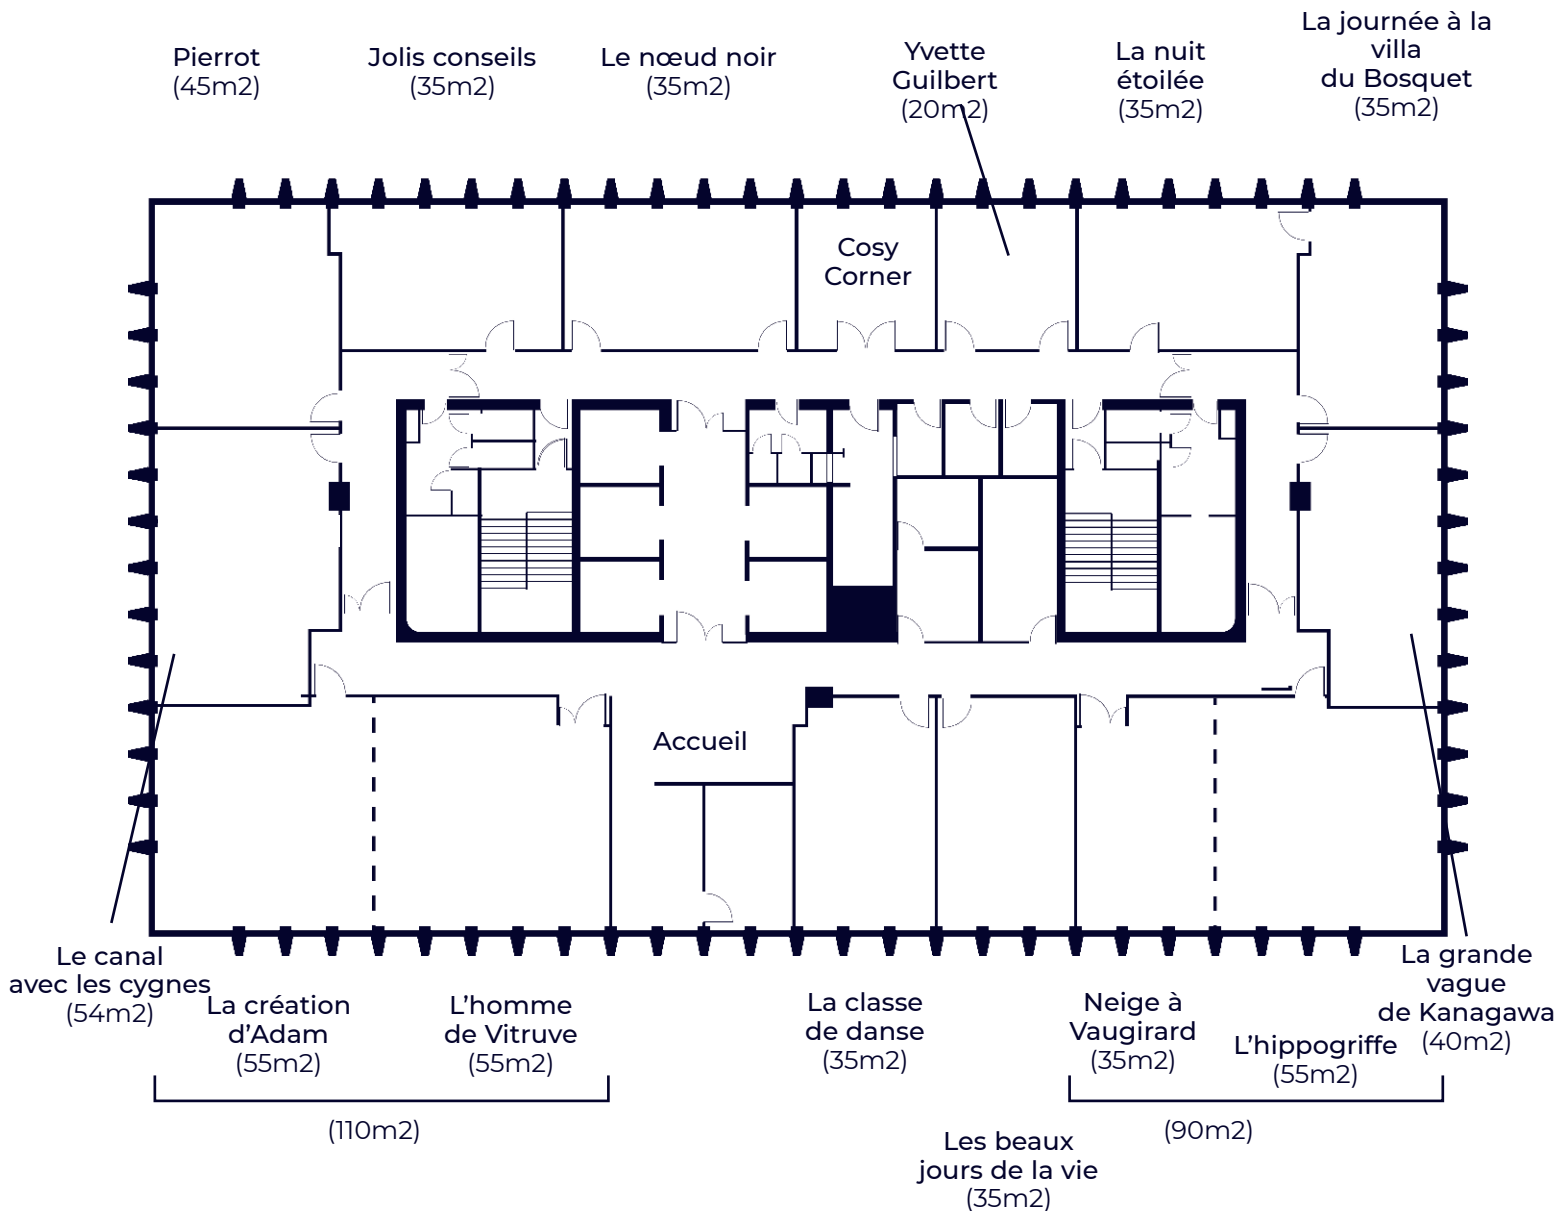 Pierrot
(45m2)
Jolis conseils
(35m2)
Le nœud noir
(35m2)
Yvette
Guilbert
(20m2)
La nuit
étoilée
(35m2)
La journée à la
villa
du Bosquet
(35m2)
Cosy
Corner
Accueil
Le canal
avec les cygnes
(54m2)
La création
d’Adam
(55m2)
L’homme
de Vitruve
(55m2)
(110m2)
La classe
de danse
(35m2)
Les beaux
jours de la vie
(35m2)
Neige à
Vaugirard
(35m2)
L’hippogriffe
(55m2)
(90m2)
La grande
vague
de Kanagawa
(40m2)